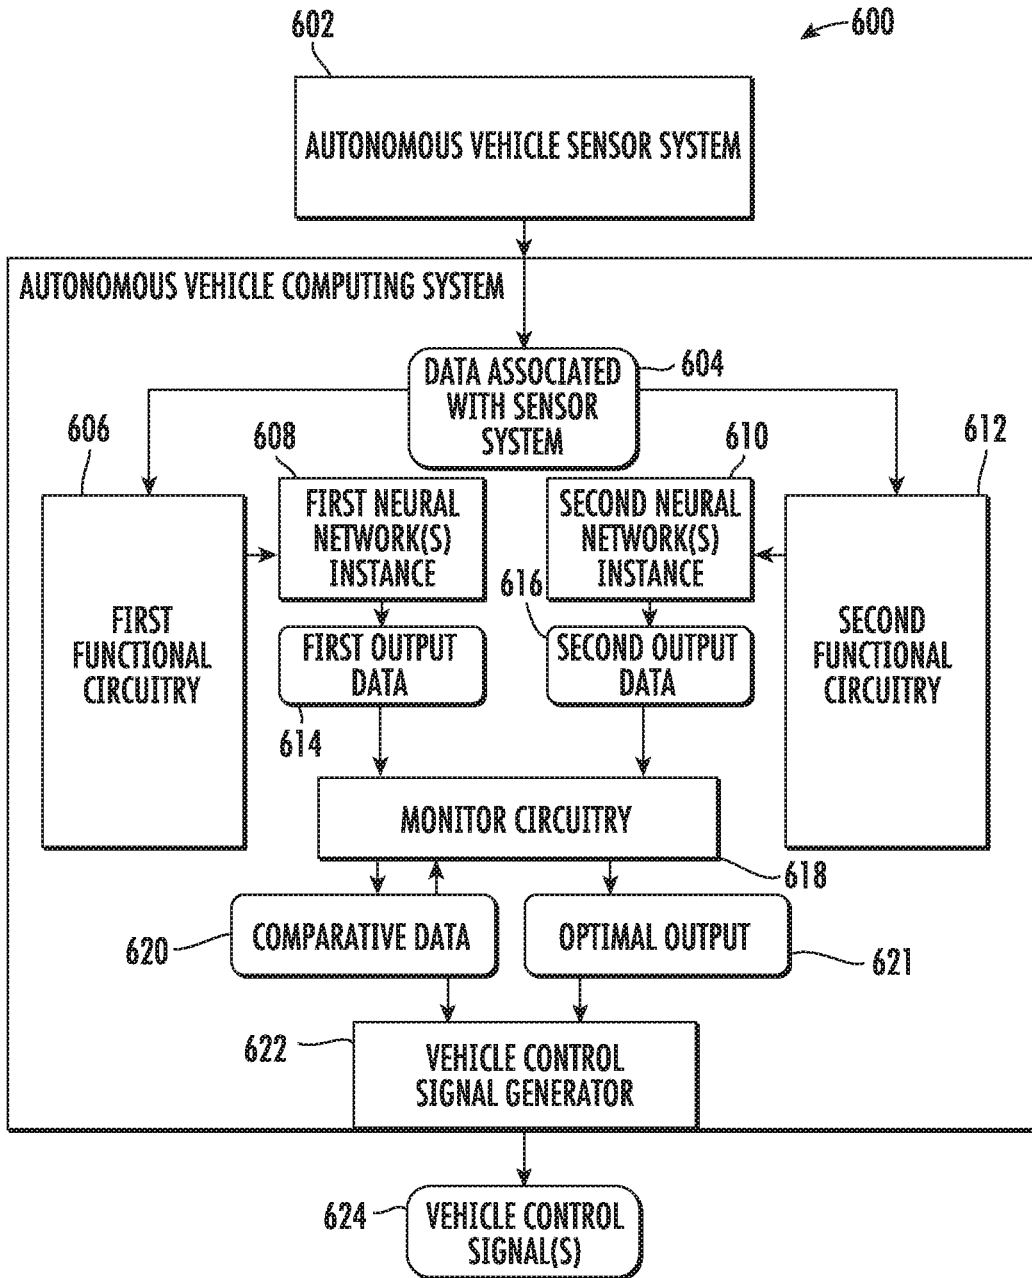 602
600
AUTONOMOUS VEHICLE SENSOR SYSTEM
AUTONOMOUS VEHICLE COMPUTING SYSTEM
DATA ASSOCIATED
WITH SENSOR
SYSTEM
604
606
608
610
612
FIRST NEURAL
NETWORK(S)
INSTANCE
SECOND NEURAL
NETWORK(S)
INSTANCE
616
FIRST
FUNCTIONAL
CIRCUITRY
FIRST OUTPUT
DATA
SECOND OUTPUT
DATA
SECOND
FUNCTIONAL
CIRCUITRY
614
MONITOR CIRCUITRY
618
620
COMPARATIVE DATA
OPTIMAL OUTPUT
621
622
VEHICLE CONTROL
SIGNAL GENERATOR
624
VEHICLE CONTROL
SIGNAL(S)